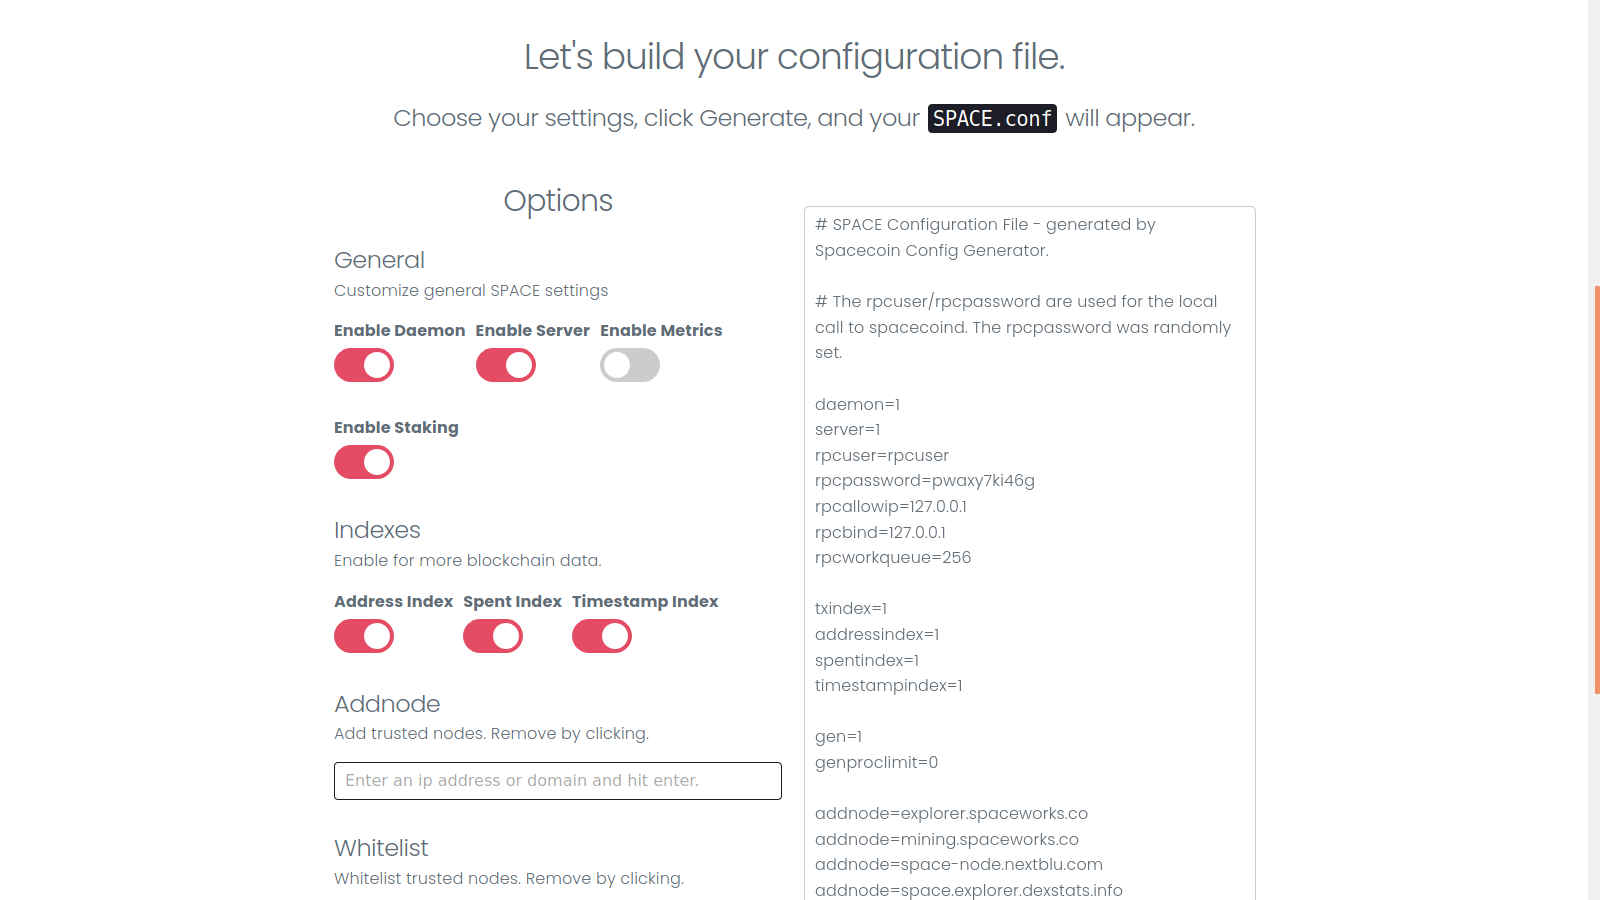 Let's build your configuration file.
Choose your settings, click Generate, and your SPACE.conf will appear.
Options
General
Customize general SPACE settings
Enable Daemon Enable Server Enable Metrics
Enable Staking
Indexes
Enable for more blockchain data.
Address Index Spent Index Timestamp Index
Addnode
Add trusted nodes. Remove by clicking.
Enter an ip address or domain and hit enter.
Whitelist
Whitelist trusted nodes. Remove by clicking.
# SPACE Configuration File - generated by
Spacecoin Config Generator.
# The rpcuser/rpcpassword are used for the local
call to spacecoind. The rpcpassword was randomly
set.
daemon=1
server=1
rpcuser=rpcuser
rpcpassword=pwaxy7ki46g
rpcallowip=127.0.0.1
rpcbind=127.0.0.1
rpcworkqueue=256
txindex=1
addressindex=1
spentindex=1
timestampindex=1
gen=1
genproclimit=0
addnode=explorer.spaceworks.co
addnode=mining.spaceworks.co
addnode=space-node.nextblu.com
addnode=space.explorer.dexstats.info